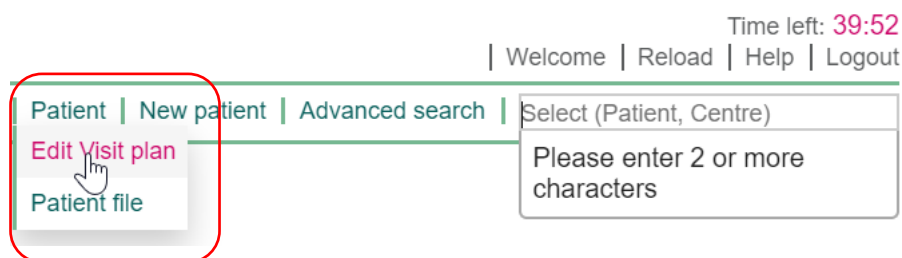 Time left: 39:52
| Welcome | Reload | Help | Logout
Patient | New patient | Advanced search | Select (Patient, Centre)
Edit Visit plan
Patient file
Please enter 2 or more
characters